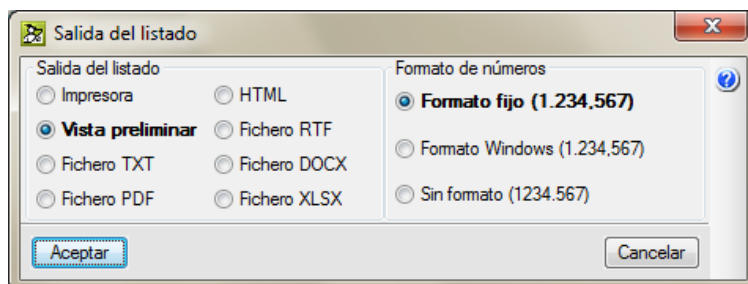 Salida del listado
Salida del listado
Impresora
Vista preliminar
Fichero TXT
Fichero PDF
HTML
Fichero RTF
Fichero DOCX
Fichero XLSX
Formato de números
Formato fijo (1.234,567)
Formato Windows (1.234,567)
Sin formato (1234.567)
Aceptar
Cancelar